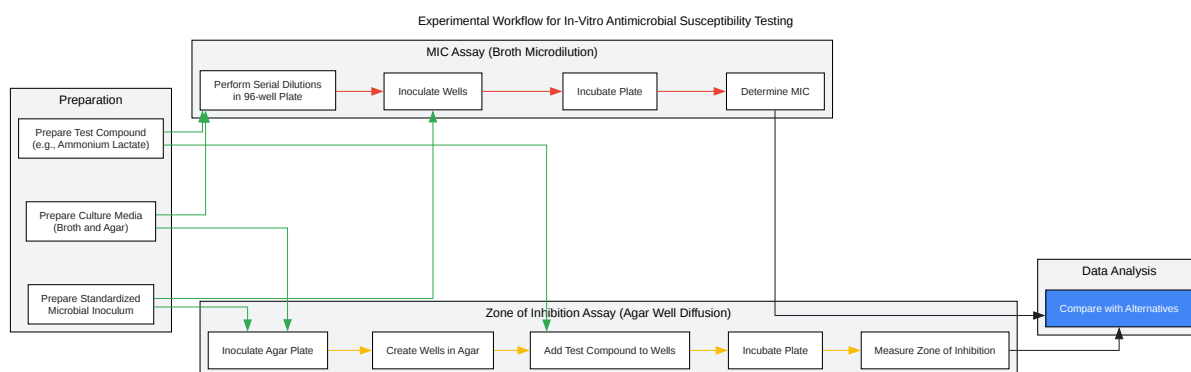 Experimental Workflow for In-Vitro Antimicrobial Susceptibility Testing
MIC Assay (Broth Microdilution)
Perform Serial Dilutions
in 96-well Plate
Inoculate Wells
Incubate Plate
Determine MIC
Preparation
Prepare Test Compound
(e.g., Ammonium Lactate)
Prepare Culture Media
(Broth and Agar)
Prepare Standardized
Microbial Inoculum
Zone of Inhibition Assay (Agar Well Diffusion)
Inoculate Agar Plate
Create Wells in Agar
Add Test Compound to Wells
Incubate Plate
Measure Zone of Inhibition
Data Analysis
Compare with Alternatives